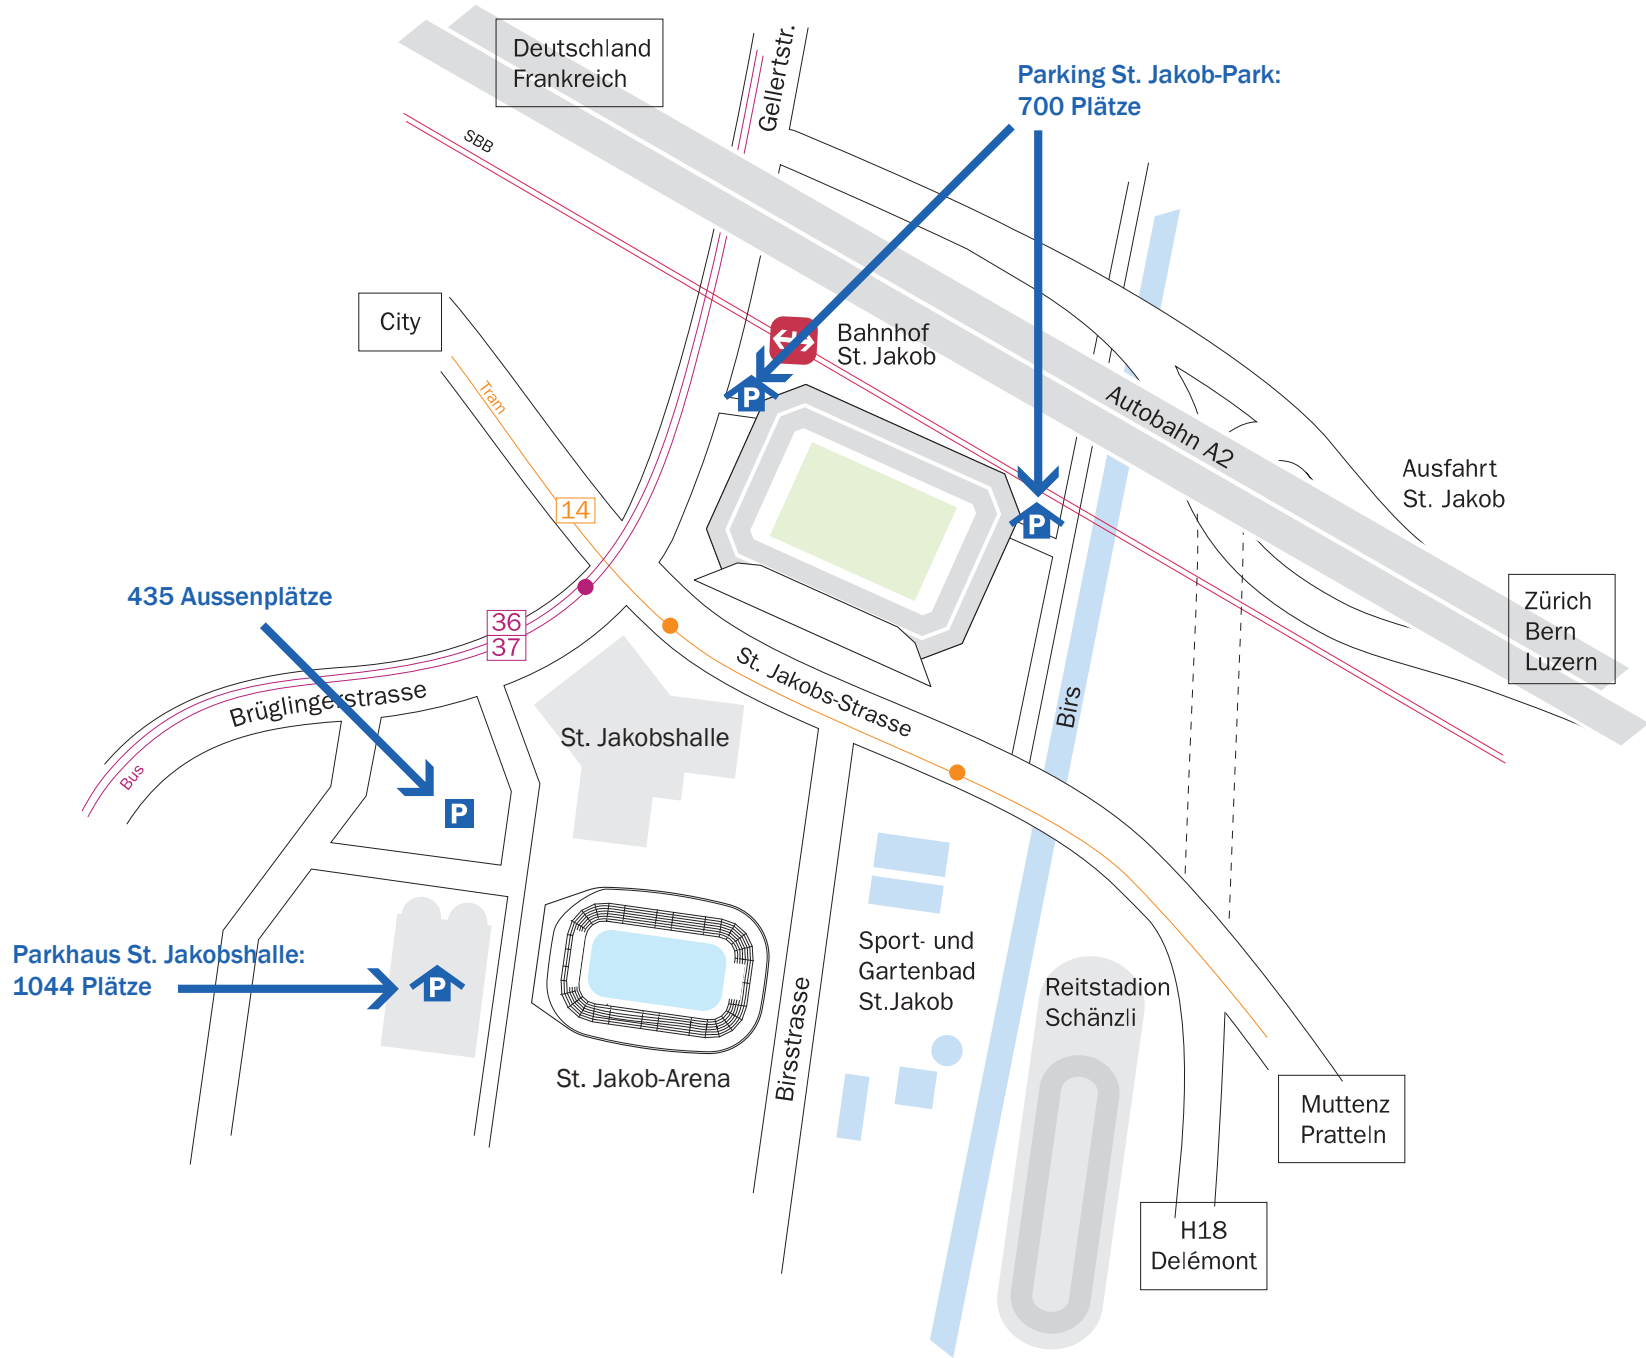 Deutschland
Frankreich
Gellertstr.
Parking St. Jakob-Park:
700 Plätze
SBB
City
Bahnhof
St. Jakob
Tram
P
Autobahn A2
Ausfahrt
St. Jakob
14
P
435 Aussenplätze
36
37
Zürich
Bern
Luzern
St. Jakobs-Strasse
Brüglingerstrasse
Birs
St. Jakobshalle
Bus
P
Parkhaus St. Jakobshalle:
1044 Plätze
P
Sport- und
Gartenbad
St.Jakob
Reitstadion
Schänzli
Birsstrasse
St. Jakob-Arena
Muttenz
Pratteln
H18
Delémont